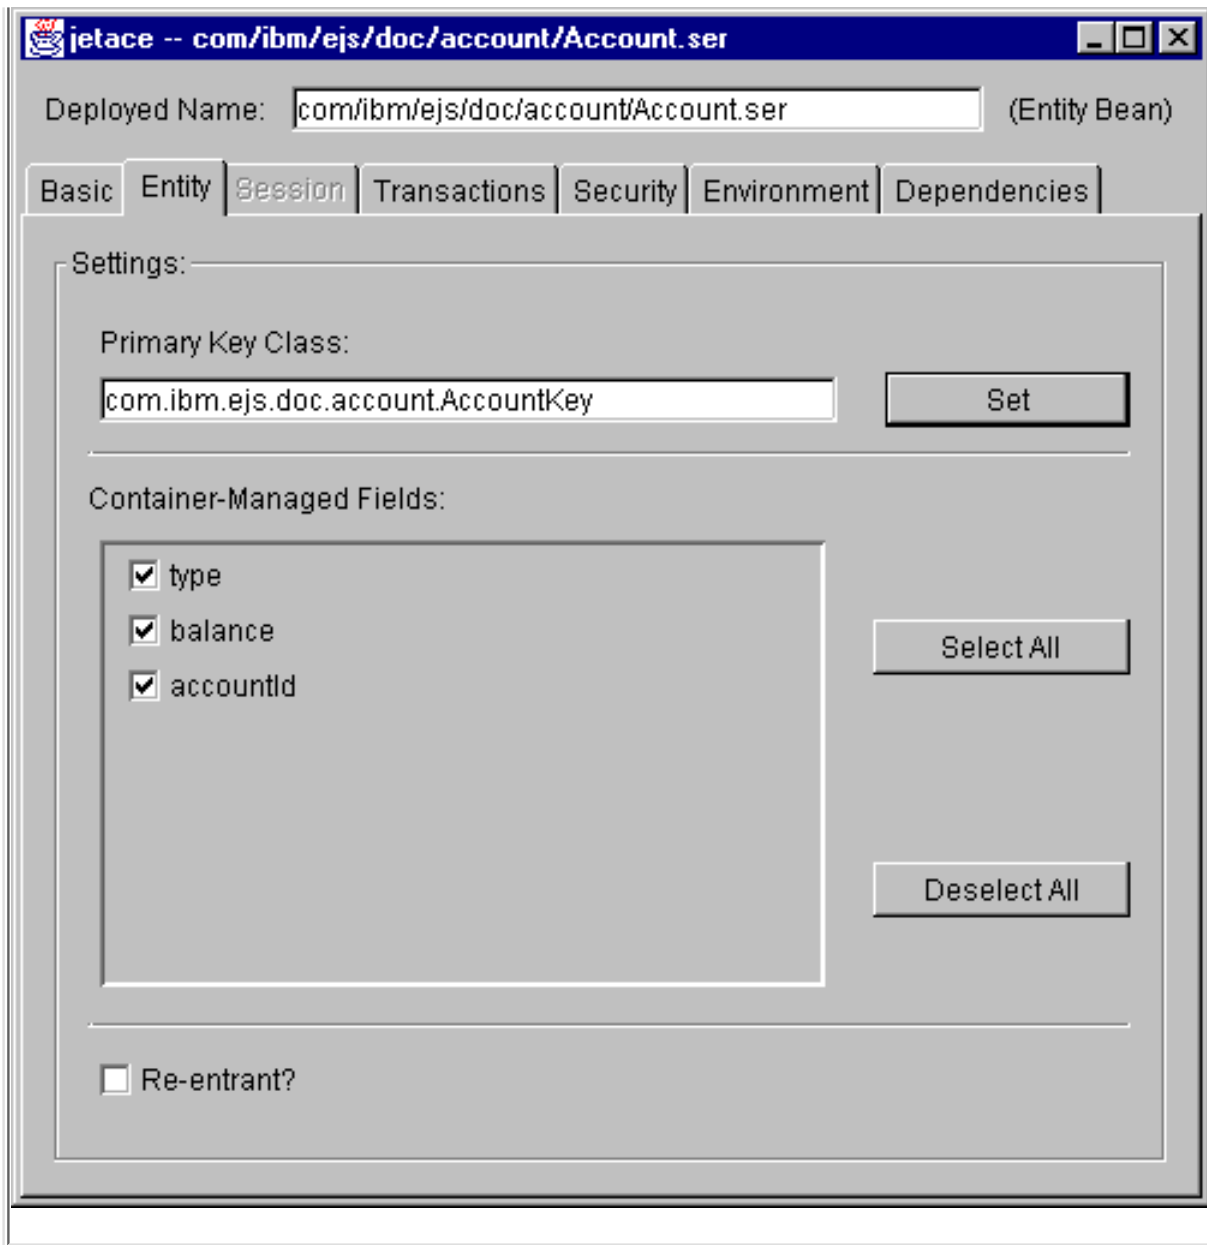 jetace -- com/ibm/ejs/doc/account/Account.ser
Deployed Name: com/ibm/ejs/doc/account/Account.ser (Entity Bean)
Basic Entity Session Transactions Security Environment Dependencies
Settings:
Primary Key Class:
com.ibm.ejs.doc.account.AccountKey Set
Container-Managed Fields:
type
balance
Select All
accountId
Deselect All
Re-entrant?